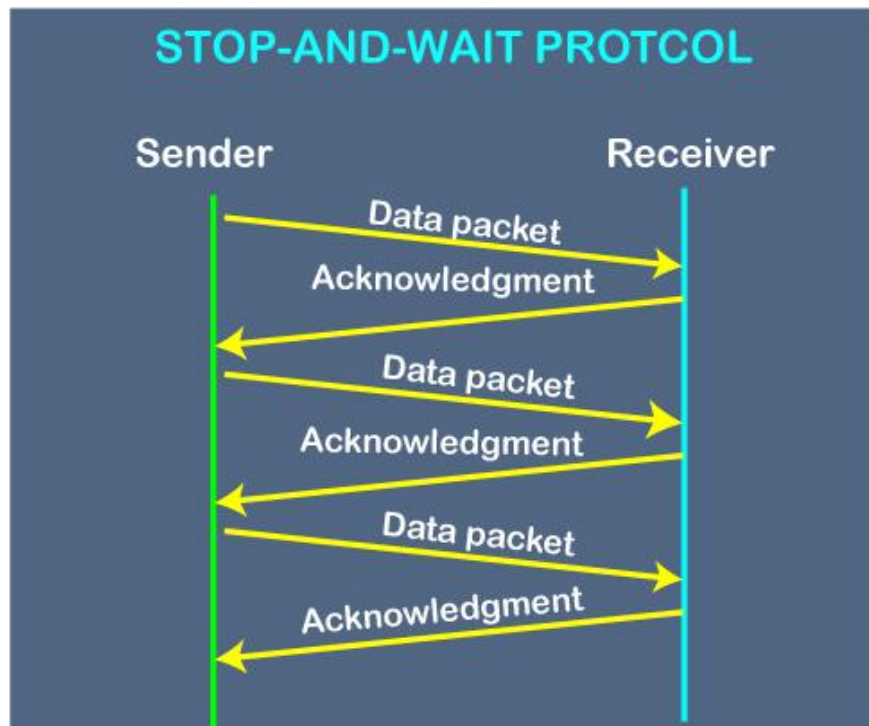 STOP-AND-WAIT PROTCOL
Sender
Receiver
Data packet
Acknowledgment
Data packet
Acknowledgment
Data packet
Acknowledgment